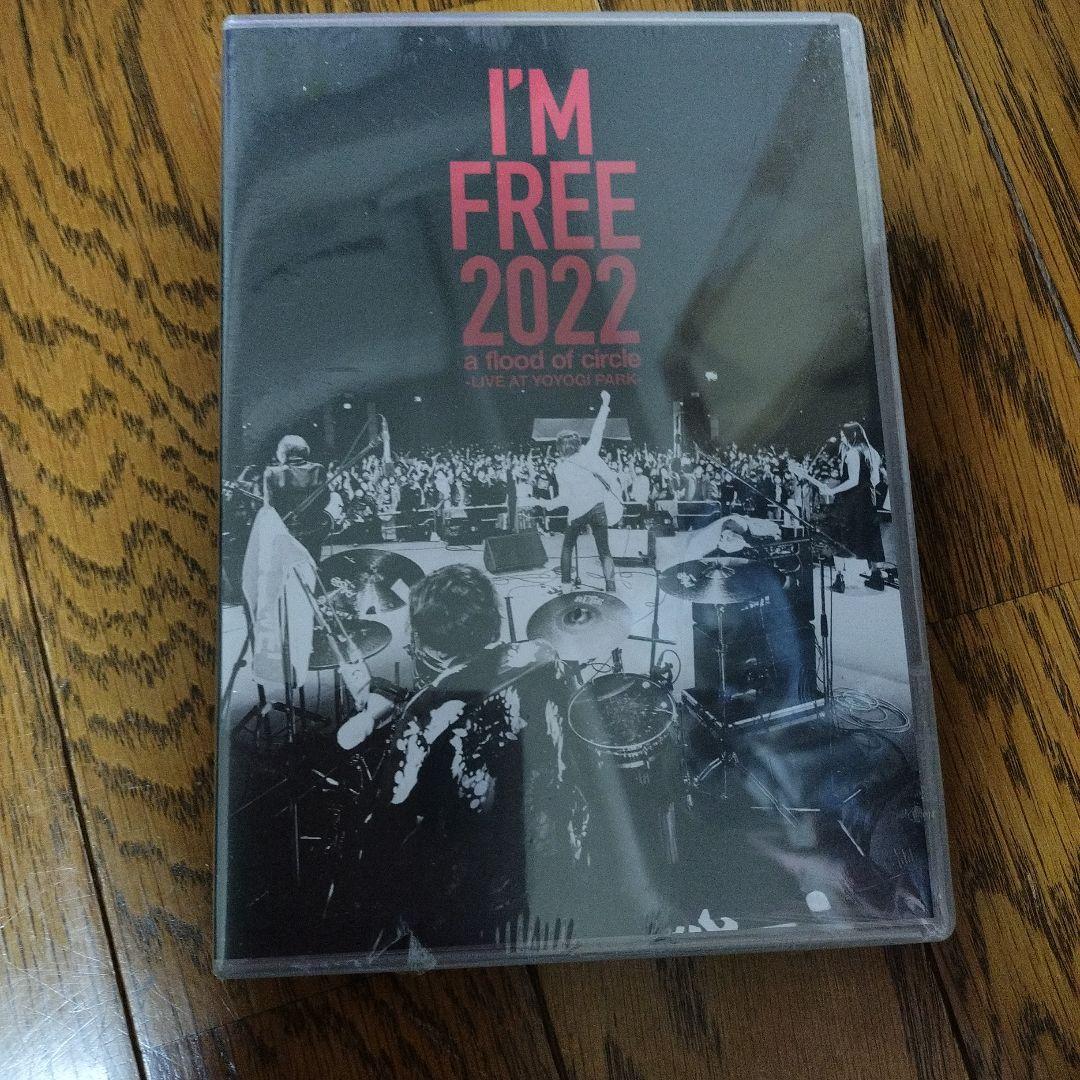 I'M
FREE
2022
a flood of circle
-LIVE AT YOYOGI PARK-